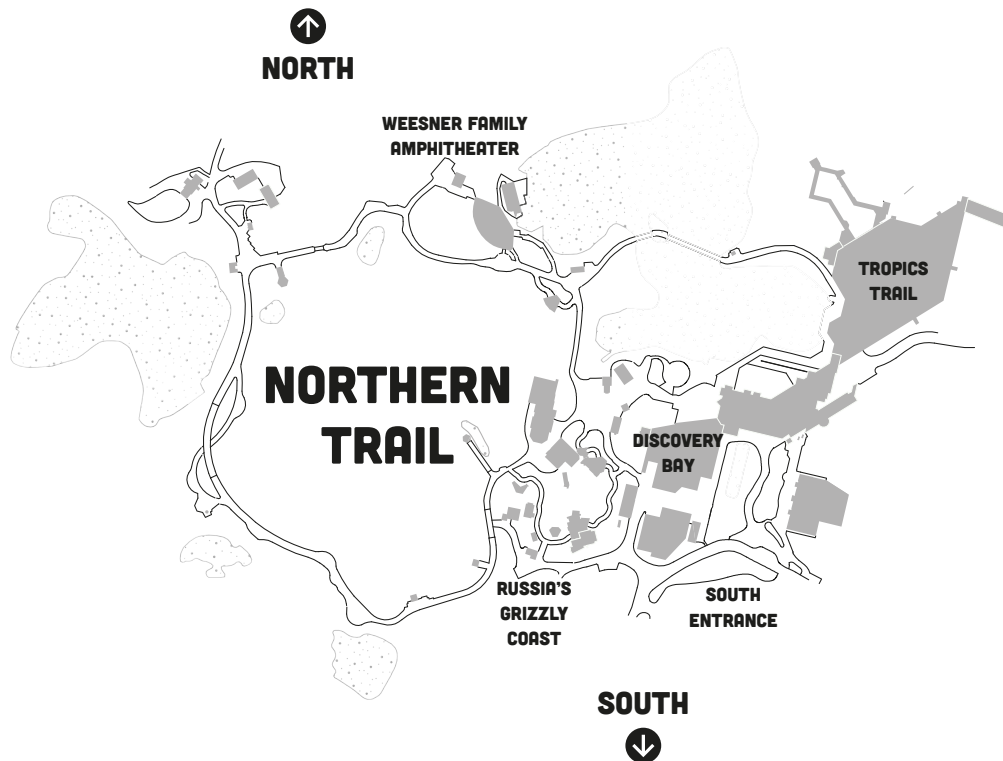 NORTH
WEESNER FAMILY
AMPHITHEATER
TROPICS
TRAIL
NORTHERN
TRAIL
DISCOVERY
BAY
RUSSIA'S
GRIZZLY
COAST
SOUTH
ENTRANCE
SOUTH